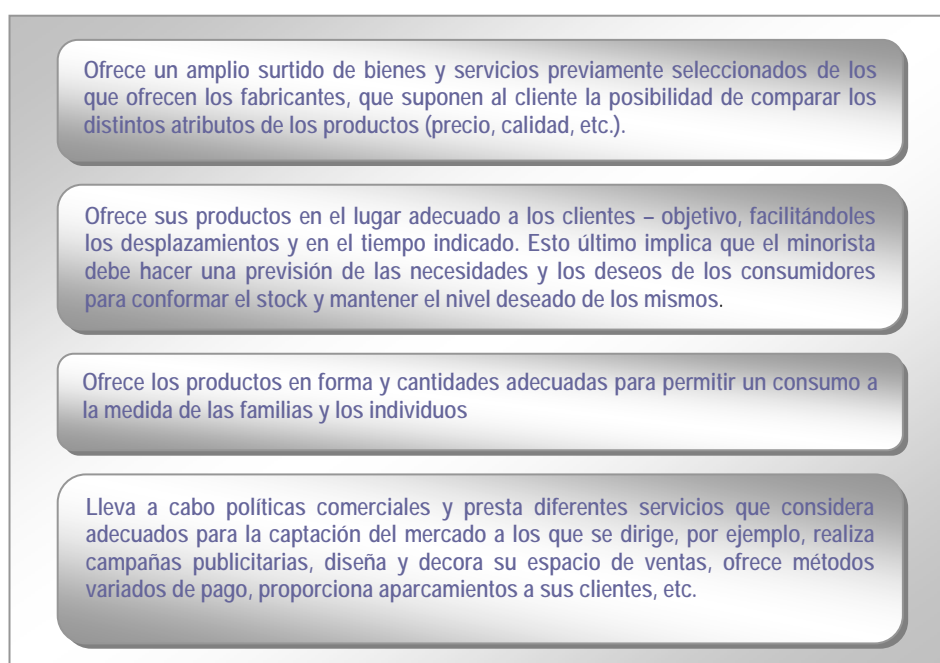 Ofrece un amplio surtido de bienes y servicios previamente seleccionados de los
que ofrecen los fabricantes, que suponen al cliente la posibilidad de comparar los
distintos atributos de los productos (precio, calidad, etc.).
Ofrece sus productos en el lugar adecuado a los clientes – objetivo, facilitándoles
los desplazamientos y en el tiempo indicado. Esto último implica que el minorista
debe hacer una previsión de las necesidades y los deseos de los consumidores
para conformar el stock y mantener el nivel deseado de los mismos.
Ofrece los productos en forma y cantidades adecuadas para permitir un consumo a
la medida de las familias y los individuos
Lleva a cabo políticas comerciales y presta diferentes servicios que considera
adecuados para la captación del mercado a los que se dirige, por ejemplo, realiza
campañas publicitarias, diseña y decora su espacio de ventas, ofrece métodos
variados de pago, proporciona aparcamientos a sus clientes, etc.